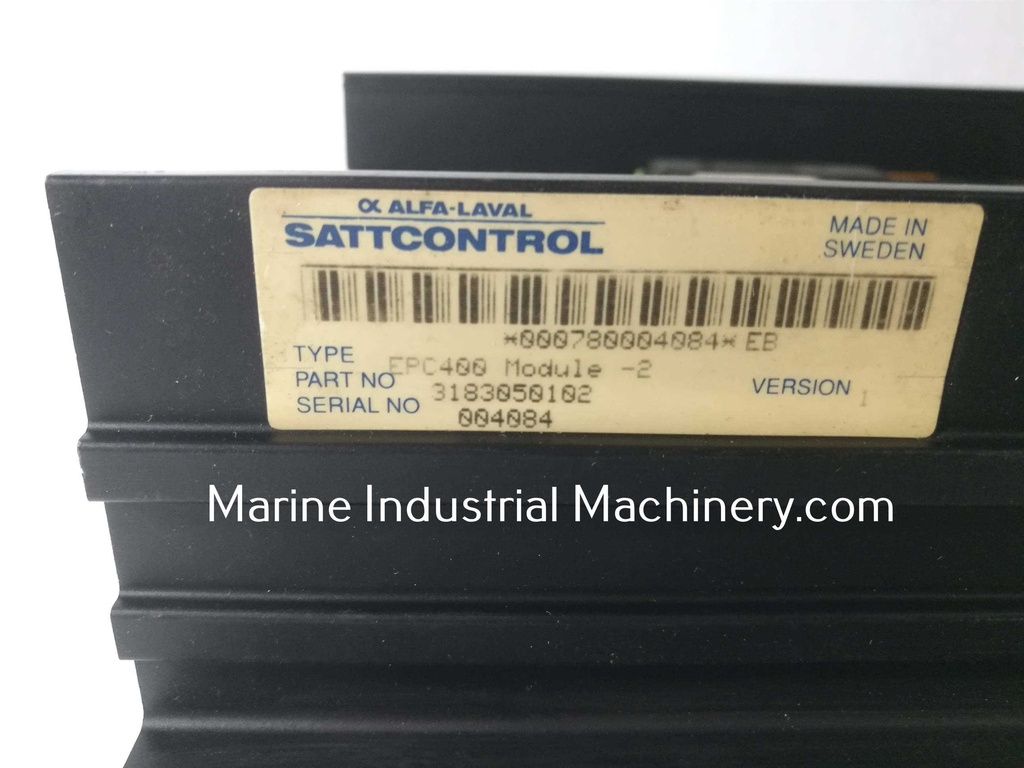 α ALFA-LAVAL
SATTCONTROL
MADE IN
SWEDEN
*000780004084* EB
TYPE EPC400 Module -2
PART NO 3183050102
VERSION 1
SERIAL NO 004084
Marine Industrial Machinery.com